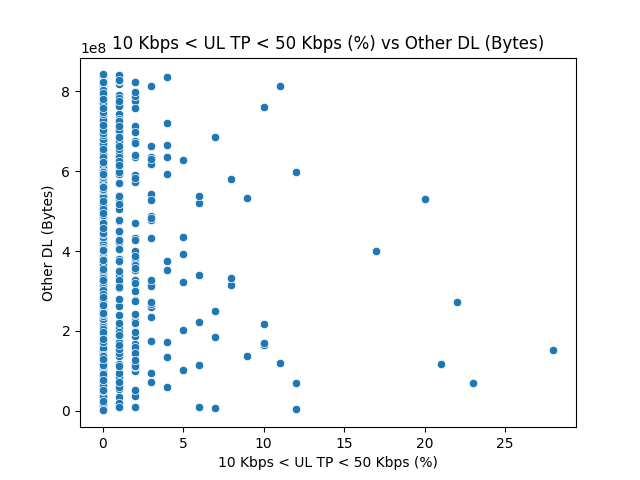 10 Kbps < UL TP < 50 Kbps (%) vs Other DL (Bytes)
1e8
8
6
4
2
0
Other DL (Bytes)
0 5 10 15 20 25
10 Kbps < UL TP < 50 Kbps (%)